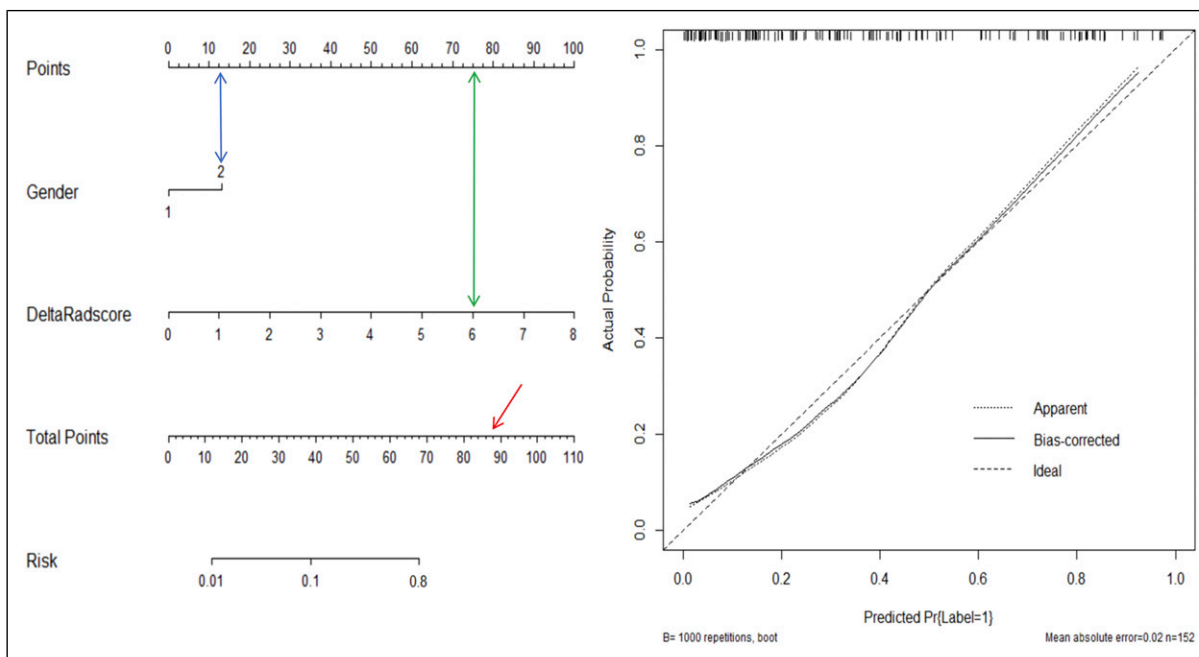 0 10 20 30 40 50 60 70 80 90 100
Points
2
Gender
1
DeltaRadscore
0 1 2 3 4 5 6 7 8
Total Points
0 10 20 30 40 50 60 70 80 90 100 110
Risk
0.01 0.1 0.8
1.0
0.8
0.6
0.4
0.2
0.0
Actual Probability
Apparent
Bias-corrected
Ideal
0.0 0.2 0.4 0.6 0.8 1.0
Predicted Pr{Label=1}
B= 1000 repetitions, boot Mean absolute error=0.02 n=152